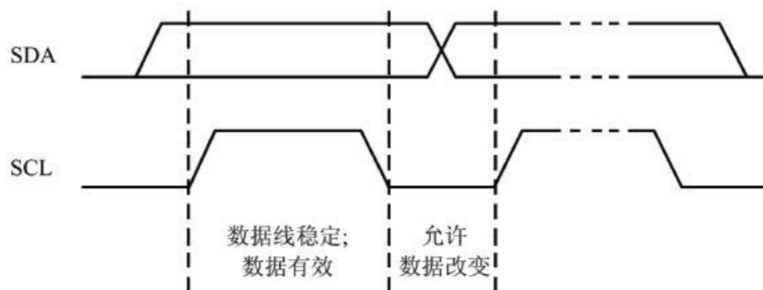 SDA
SCL
数据线稳定;
数据有效
允许
数据改变